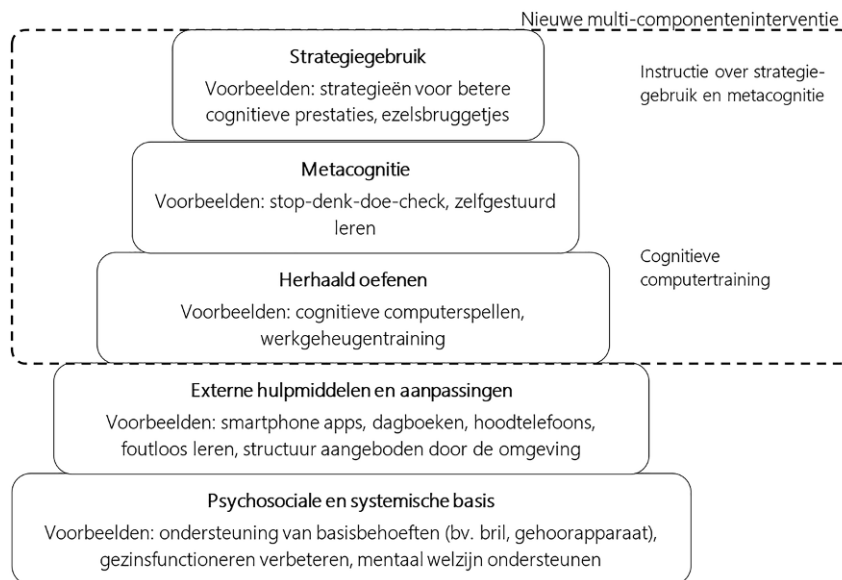 Nieuwe multi-componenteninterventie
Strategiegebruik
Voorbeelden: strategieën voor betere
cognitieve prestaties, ezelsbruggetjes
Instructie over strategie-
gebruik en metacognitie
Metacognitie
Voorbeelden: stop-denk-doe-check, zelfgestuurd
leren
Herhaald oefenen
Voorbeelden: cognitieve computerspellen,
werkgeheugentraining
Cognitieve
computertraining
Externe hulpmiddelen en aanpassingen
Voorbeelden: smartphone apps, dagboeken, hoodtelefoons,
foutloos leren, structuur aangeboden door de omgeving
Psychosociale en systemische basis
Voorbeelden: ondersteuning van basisbehoeften (bv. bril, gehoorapparaat),
gezinsfunctioneren verbeteren, mentaal welzijn ondersteunen